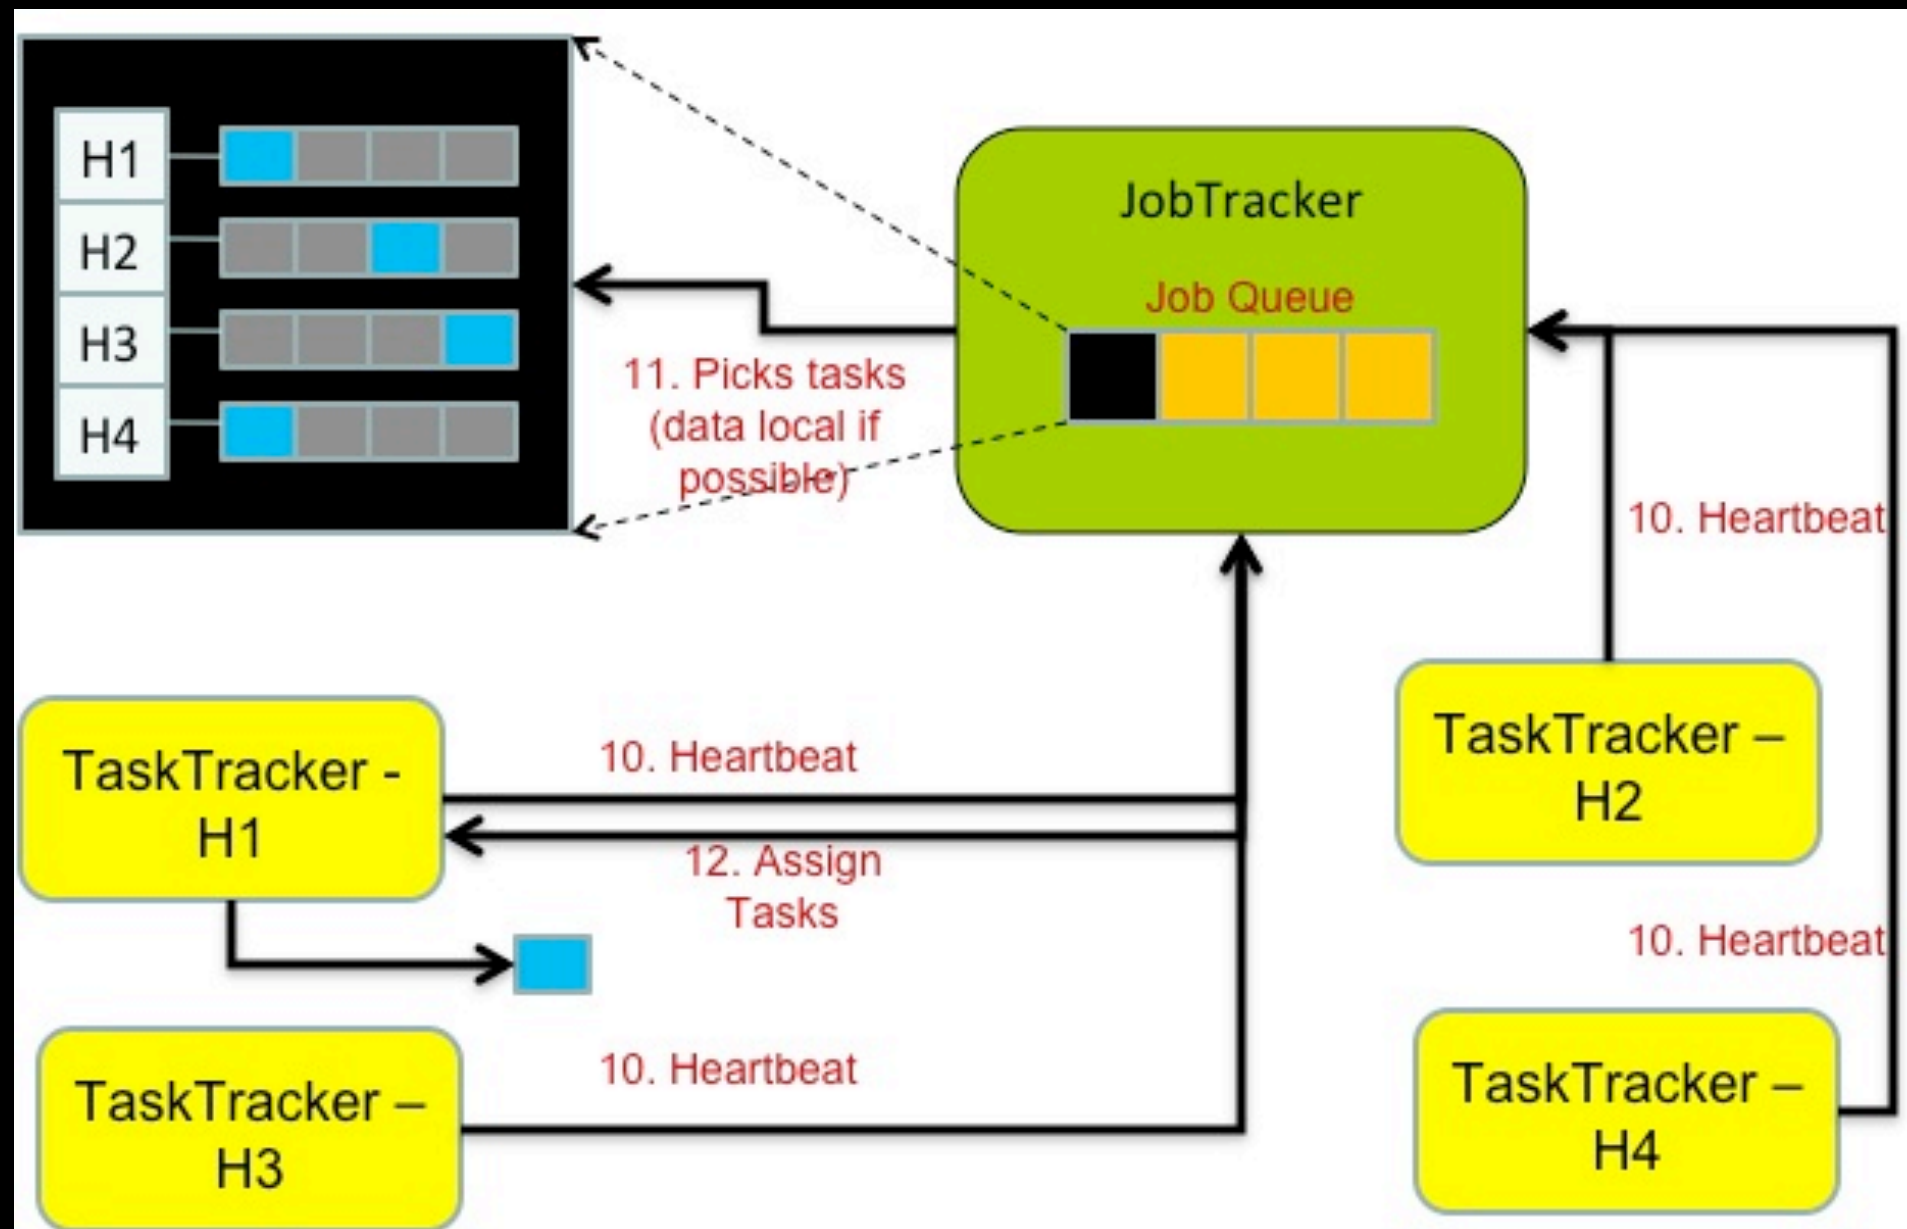 H1
H2
H3
H4
JobTracker
Job Queue
11. Picks tasks
(data local if
possible)
10. Heartbeat
TaskTracker -
H1
10. Heartbeat
12. Assign
Tasks
TaskTracker –
H2
10. Heartbeat
TaskTracker –
H3
10. Heartbeat
TaskTracker –
H4